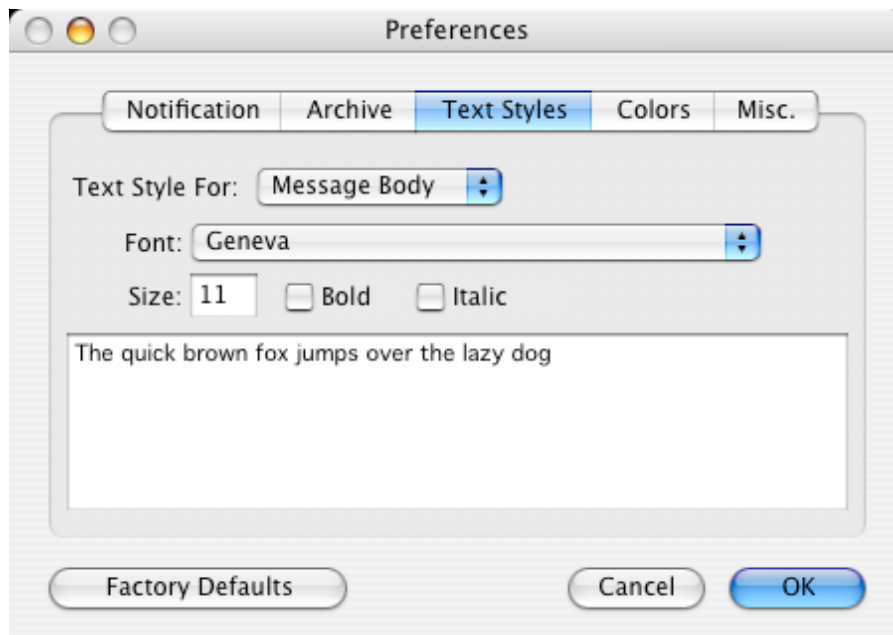 Preferences
Notification Archive Text Styles Colors Misc.
Text Style For: Message Body
Font: Geneva
Size: 11 Bold Italic
The quick brown fox jumps over the lazy dog
Factory Defaults Cancel OK